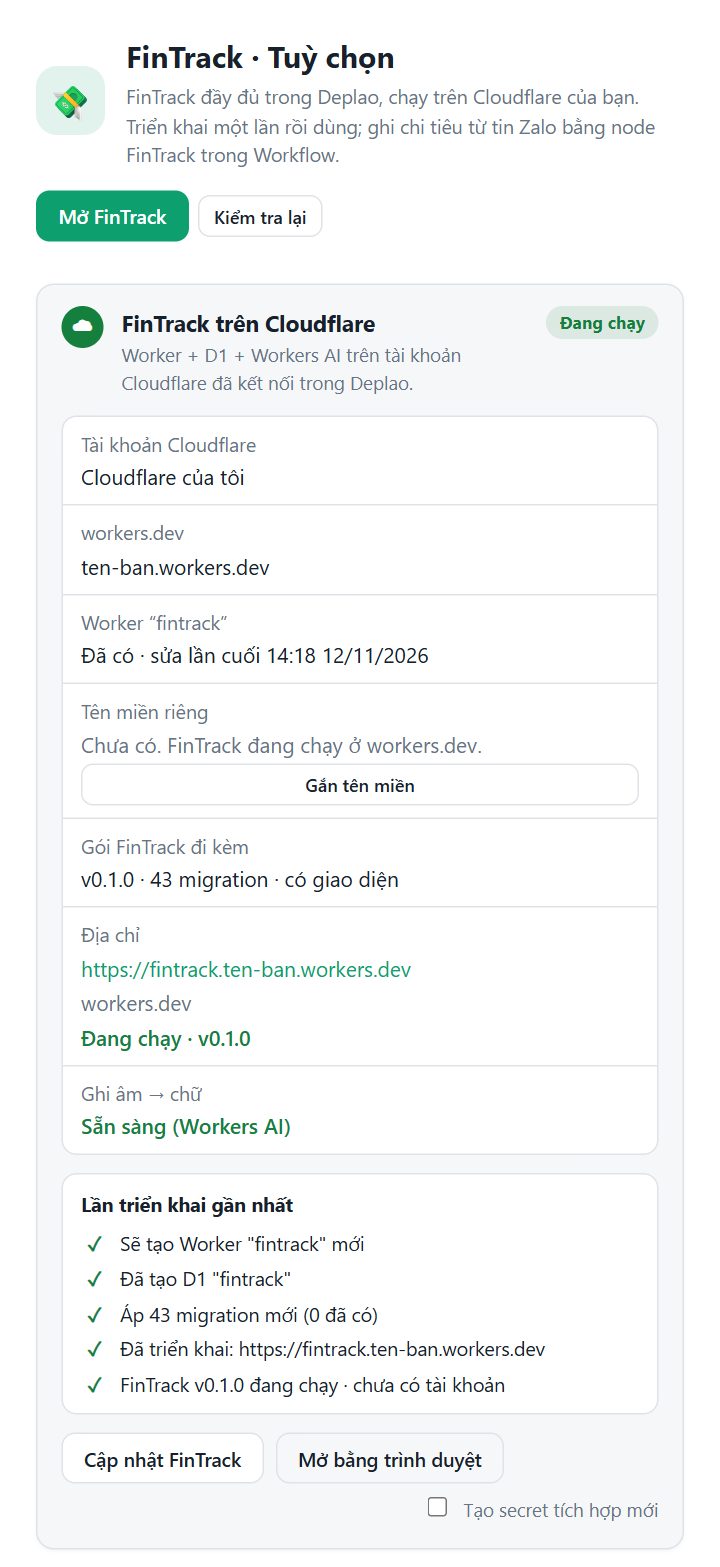 FinTrack · Tuỳ chọn
FinTrack đầy đủ trong Deplao, chạy trên Cloudflare của bạn.
Triển khai một lần rồi dùng; ghi chi tiêu từ tin Zalo bằng node
FinTrack trong Workflow.
Mở FinTrack
Kiểm tra lại
FinTrack trên Cloudflare
Đang chạy
Worker + D1 + Workers AI trên tài khoản
Cloudflare đã kết nối trong Deplao.
Tài khoản Cloudflare
Cloudflare của tôi
workers.dev
ten-ban.workers.dev
Worker “fintrack”
Đã có · sửa lần cuối 14:18 12/11/2026
Tên miền riêng
Chưa có. FinTrack đang chạy ở workers.dev.
Gắn tên miền
Gói FinTrack đi kèm
v0.1.0 · 43 migration · có giao diện
Địa chỉ
https://fintrack.ten-ban.workers.dev
workers.dev
Đang chạy · v0.1.0
Ghi âm → chữ
Sẵn sàng (Workers AI)
Lần triển khai gần nhất
✓ Sẽ tạo Worker "fintrack" mới
✓ Đã tạo D1 "fintrack"
✓ Áp 43 migration mới (0 đã có)
✓ Đã triển khai: https://fintrack.ten-ban.workers.dev
✓ FinTrack v0.1.0 đang chạy · chưa có tài khoản
Cập nhật FinTrack
Mở bằng trình duyệt
Tạo secret tích hợp mới